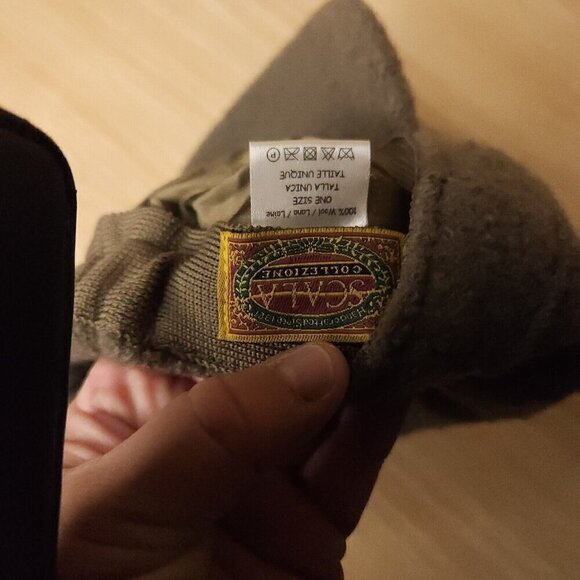 100% Wool / Lana / Laine
ONE SIZE
TALLA UNICA
TAILLE UNIQUE
P
SCALA
COLLEZIONE